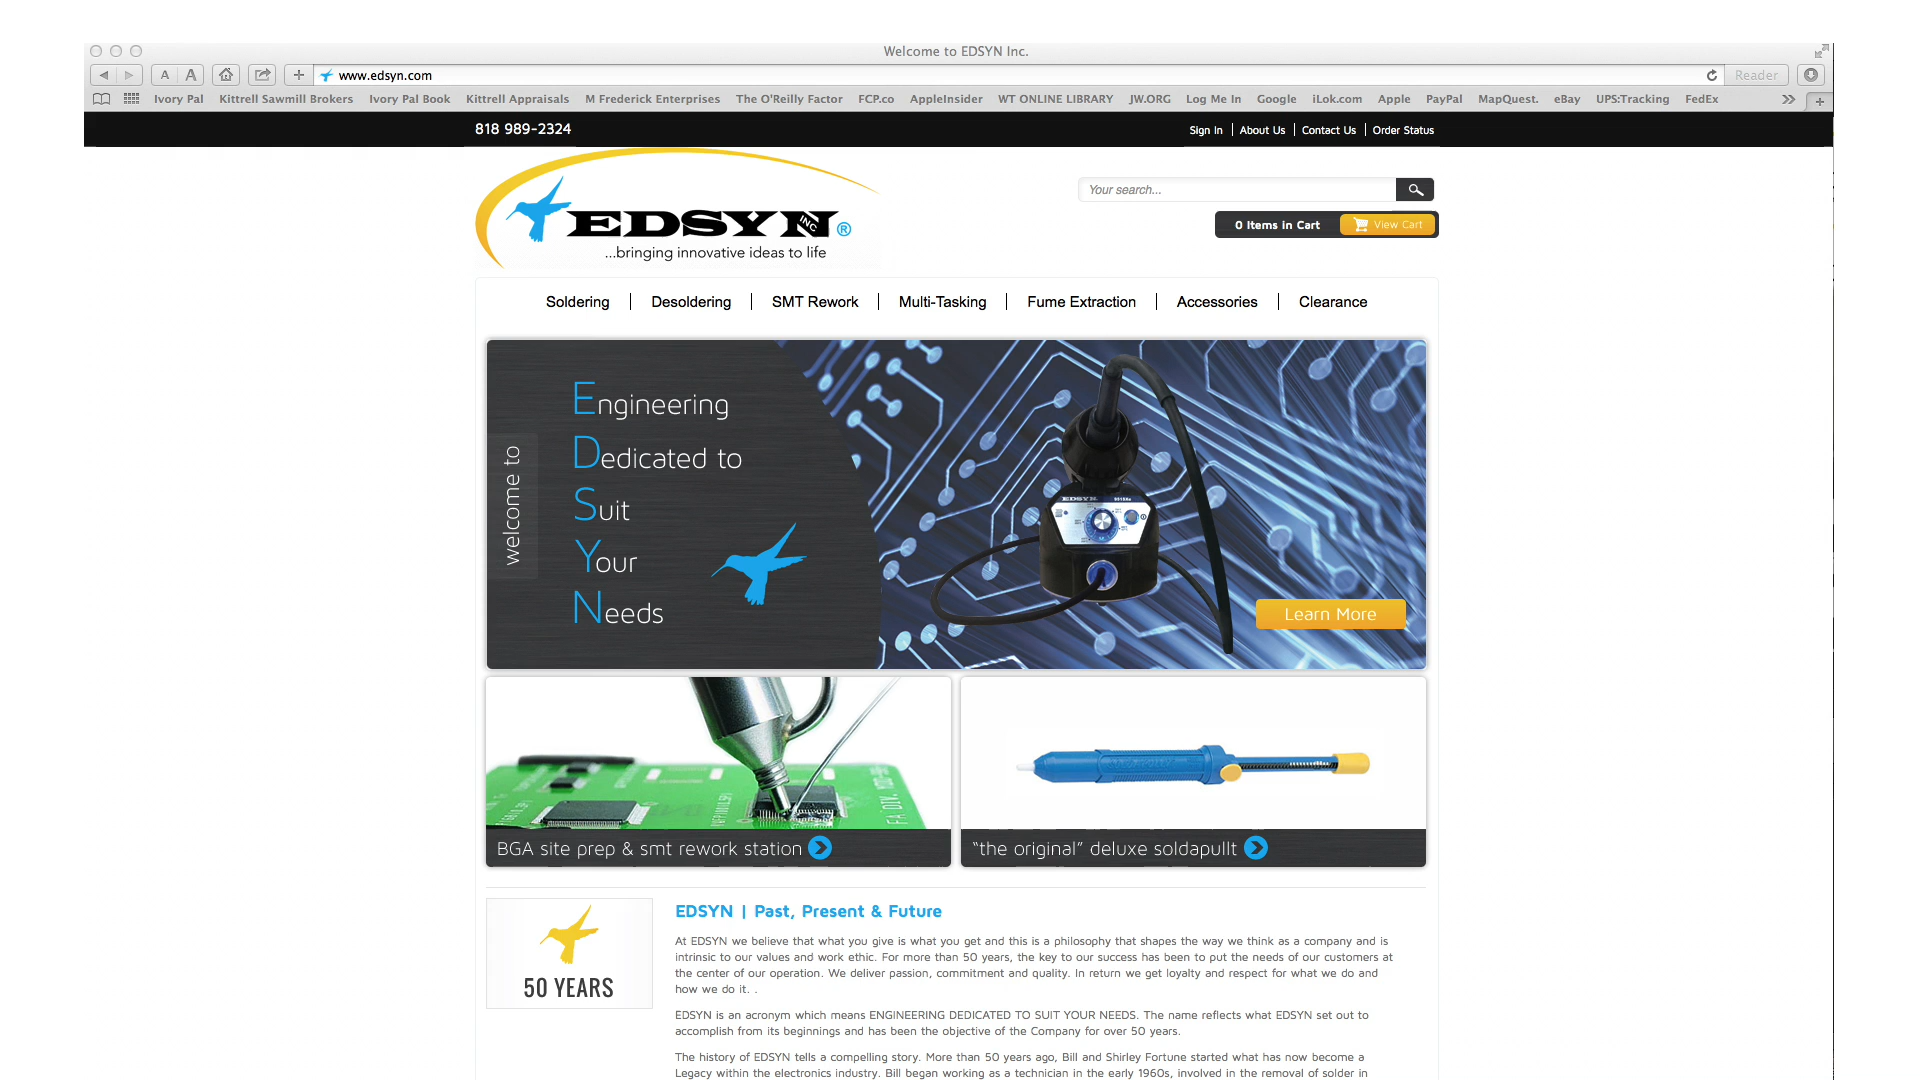 Welcome to EDSYN Inc.
A A + www.edsyn.com Reader
Ivory Pal Kittrell Sawmill Brokers Ivory Pal Book Kittrell Appraisals M Frederick Enterprises The O'Reilly Factor FCP.co AppleInsider WT ONLINE LIBRARY JW.ORG Log Me In Google iLok.com Apple PayPal MapQuest. eBay UPS:Tracking FedEx
818 989-2324 Sign In | About Us | Contact Us | Order Status
Your search...
EDSYN INC ®
...bringing innovative ideas to life
0 Items in Cart View Cart
Soldering | Desoldering | SMT Rework | Multi-Tasking | Fume Extraction | Accessories | Clearance
welcome to
Engineering
Dedicated to
Suit
Your
Needs
EDSYN
Learn More
BGA site prep & smt rework station
“the original” deluxe soldapullt
50 YEARS
EDSYN | Past, Present & Future
At EDSYN we believe that what you give is what you get and this is a philosophy that shapes the way we think as a company and is
intrinsic to our values and work ethic. For more than 50 years, the key to our success has been to put the needs of our customers at
the center of our operation. We deliver passion, commitment and quality. In return we get loyalty and respect for what we do and
how we do it. .
EDSYN is an acronym which means ENGINEERING DEDICATED TO SUIT YOUR NEEDS. The name reflects what EDSYN set out to
accomplish from its beginnings and has been the objective of the Company for over 50 years.
The history of EDSYN tells a compelling story. More than 50 years ago, Bill and Shirley Fortune started what has now become a
Legacy within the electronics industry. Bill began working as a technician in the early 1960s, involved in the removal of solder in